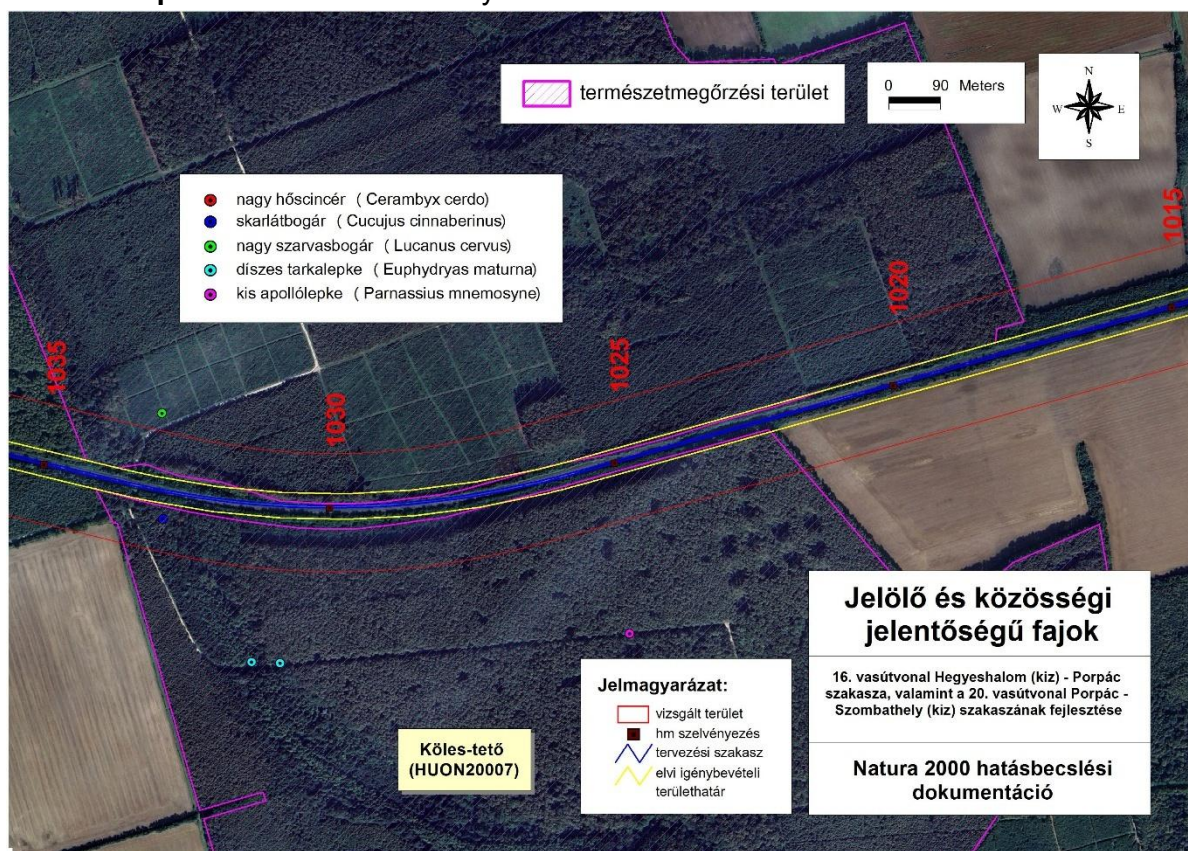 természetmegőrzési terület
0 90 Meters
N
W E
S
nagy hőscincér ( Cerambyx cerdo)
skarlátbogár ( Cucujus cinnaberinus)
nagy szarvasbogár ( Lucanus cervus)
díszes tarkalepke ( Euphydryas maturna)
kis apollólepke ( Parnassius mnemosyne)
1015
1020
1025
1030
1035
Jelmagyarázat:
vizsgált terület
hm szelvényezés
tervezési szakasz
elvi igénybevételi
területhatár
Köles-tető
(HUON20007)
Jelölő és közösségi
jelentőségű fajok
16. vasútvonal Hegyeshalom (kiz) - Porpác
szakasza, valamint a 20. vasútvonal Porpác -
Szombathely (kiz) szakaszának fejlesztése
Natura 2000 hatásbecslési
dokumentáció